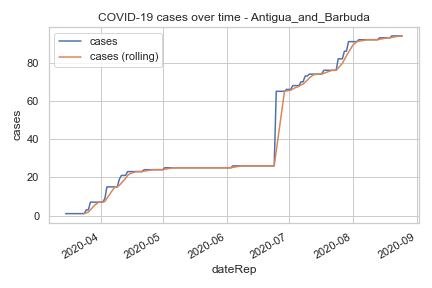 COVID-19 cases over time - Antigua_and_Barbuda
cases
cases (rolling)
80
60
40
20
0
cases
2020-04
2020-05
2020-06
2020-07
2020-08
2020-09
dateRep